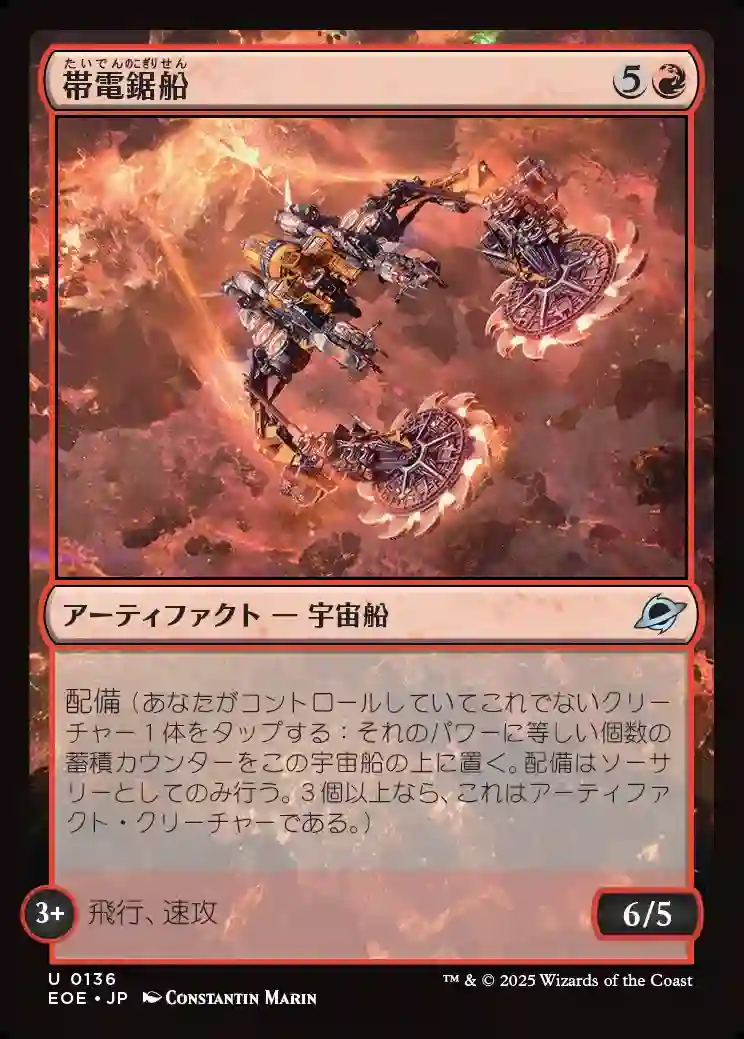 たいでんのこぎりせん
帯電鋸船 5
アーティファクト — 宇宙船
配備（あなたがコントロールしていてこれでないクリー
チャー１体をタップする：それのパワーに等しい個数の
蓄積カウンターをこの宇宙船の上に置く。配備はソーサ
リーとしてのみ行う。３個以上なら、これはアーティファ
クト・クリーチャーである。）
3+ 飛行、速攻
6/5
U 0136
EOE • JP Constantin Marin
™ & © 2025 Wizards of the Coast